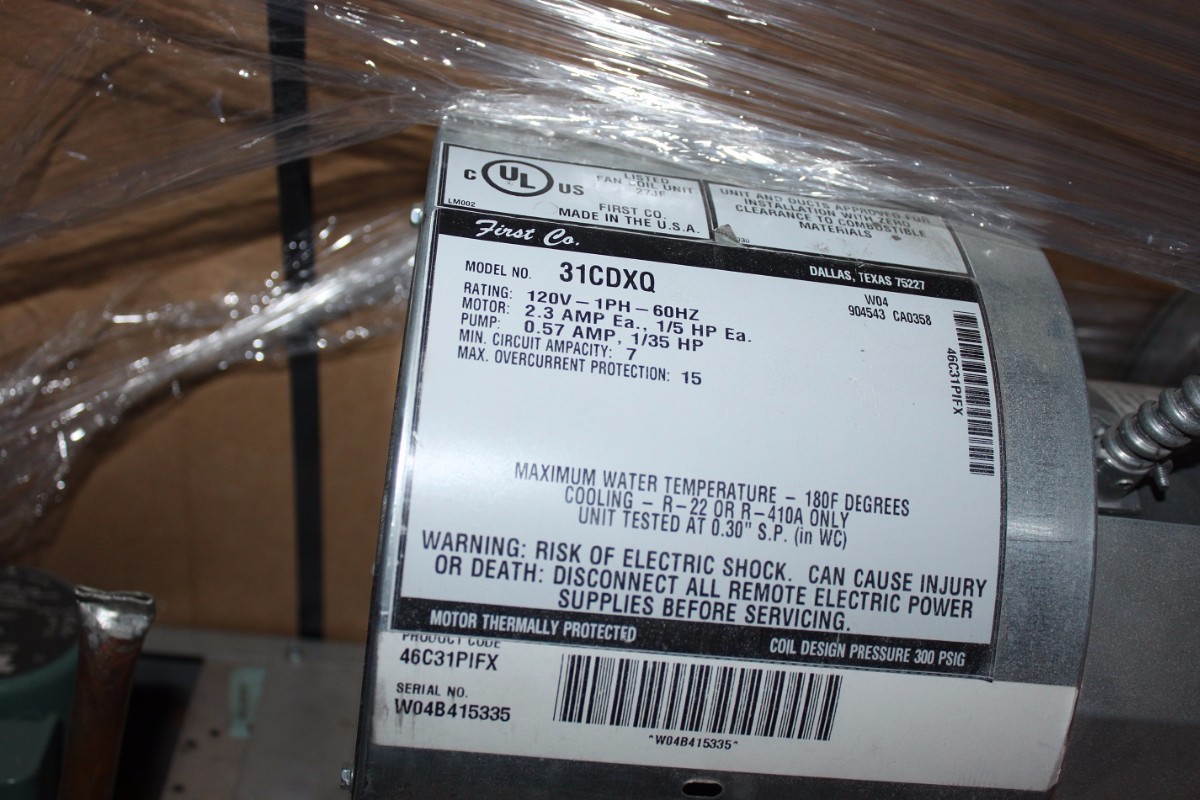 C UL US
LISTED
FAN COIL UNIT
27JF
LM002
FIRST CO.
MADE IN THE U.S.A.
UNIT AND DUCTS APPROVED FOR
INSTALLATION WITH ZERO
CLEARANCE TO COMBUSTIBLE
MATERIALS
First Co.
DALLAS, TEXAS 75227
MODEL NO. 31CDXQ
W04
904543 CA0358
RATING: 120V - 1PH - 60HZ
MOTOR: 2.3 AMP Ea., 1/5 HP Ea.
PUMP: 0.57 AMP, 1/35 HP
MIN. CIRCUIT AMPACITY: 7
MAX. OVERCURRENT PROTECTION: 15
46C31PIFX
MAXIMUM WATER TEMPERATURE - 180F DEGREES
COOLING - R-22 OR R-410A ONLY
UNIT TESTED AT 0.30" S.P. (in WC)
WARNING: RISK OF ELECTRIC SHOCK. CAN CAUSE INJURY
OR DEATH: DISCONNECT ALL REMOTE ELECTRIC POWER
SUPPLIES BEFORE SERVICING.
MOTOR THERMALLY PROTECTED
COIL DESIGN PRESSURE 300 PSIG
PRODUCT CODE
46C31PIFX
SERIAL NO.
W04B415335
*W04B415335*